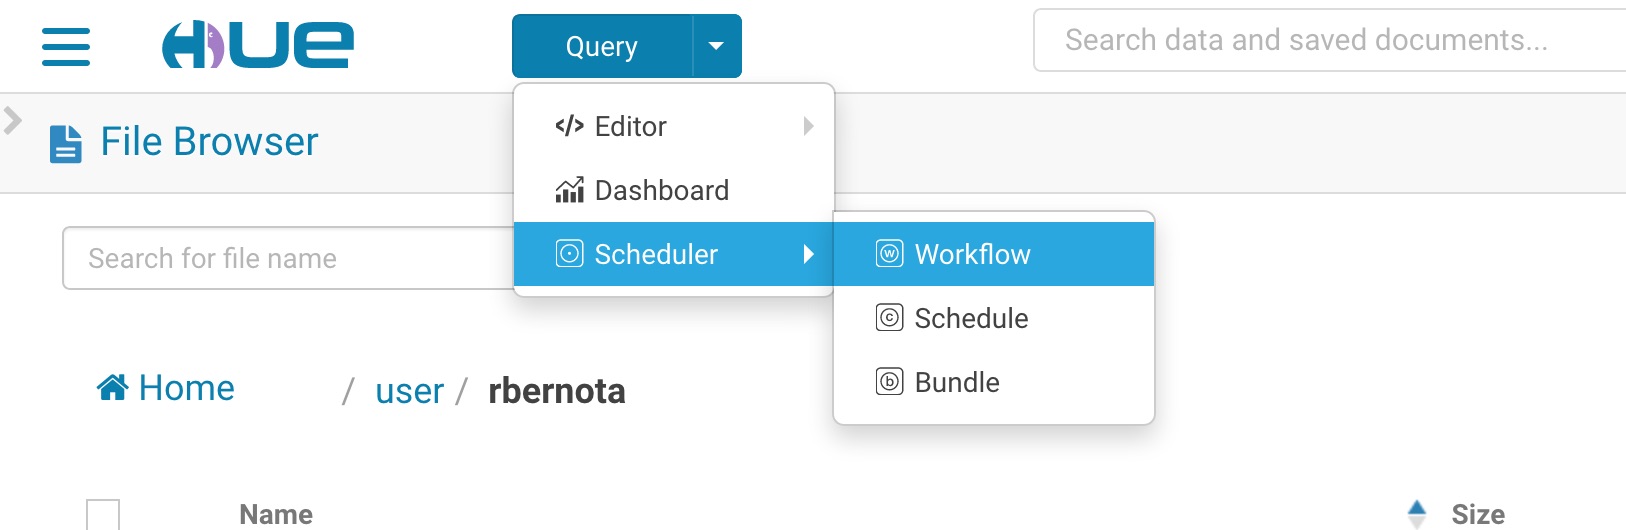 HUE
Query
Search data and saved documents...
File Browser
</> Editor
Dashboard
Scheduler
Workflow
Schedule
Bundle
Search for file name
Home / user / rbernota
Name
Size